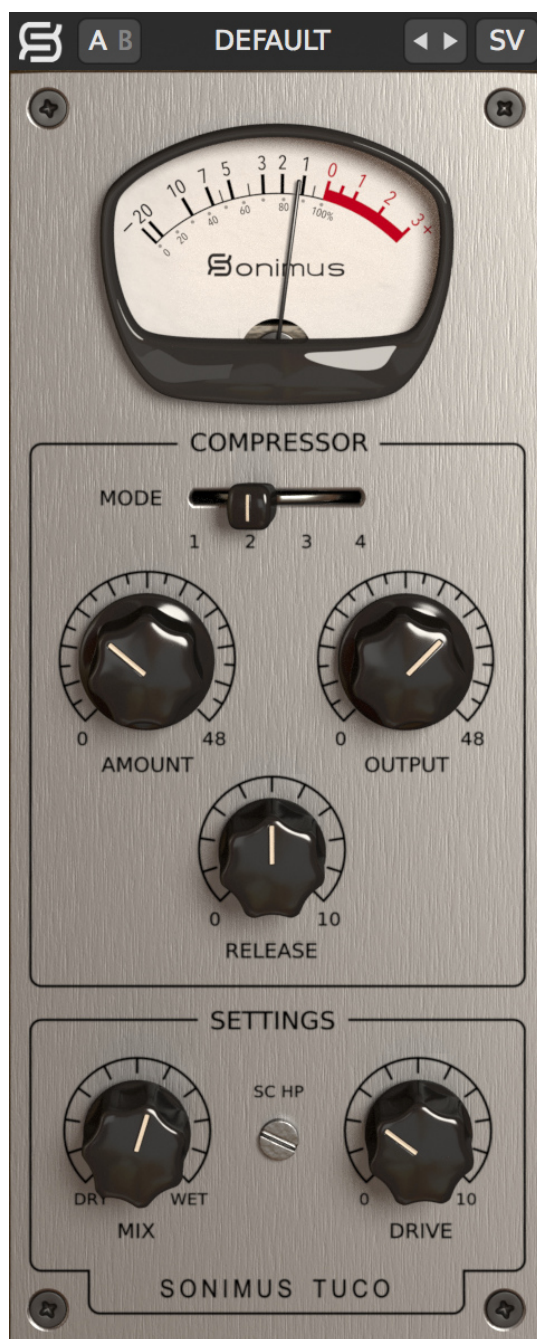 A B DEFAULT SV
-20 10 7 5 3 2 1 0 1 2 3+
0 20 40 60 80 100%
Sonimus
COMPRESSOR
MODE
1 2 3 4
0 48 0 48
AMOUNT OUTPUT
0 10
RELEASE
SETTINGS
SC HP
DRY WET 0 10
MIX DRIVE
SONIMUS TUCO